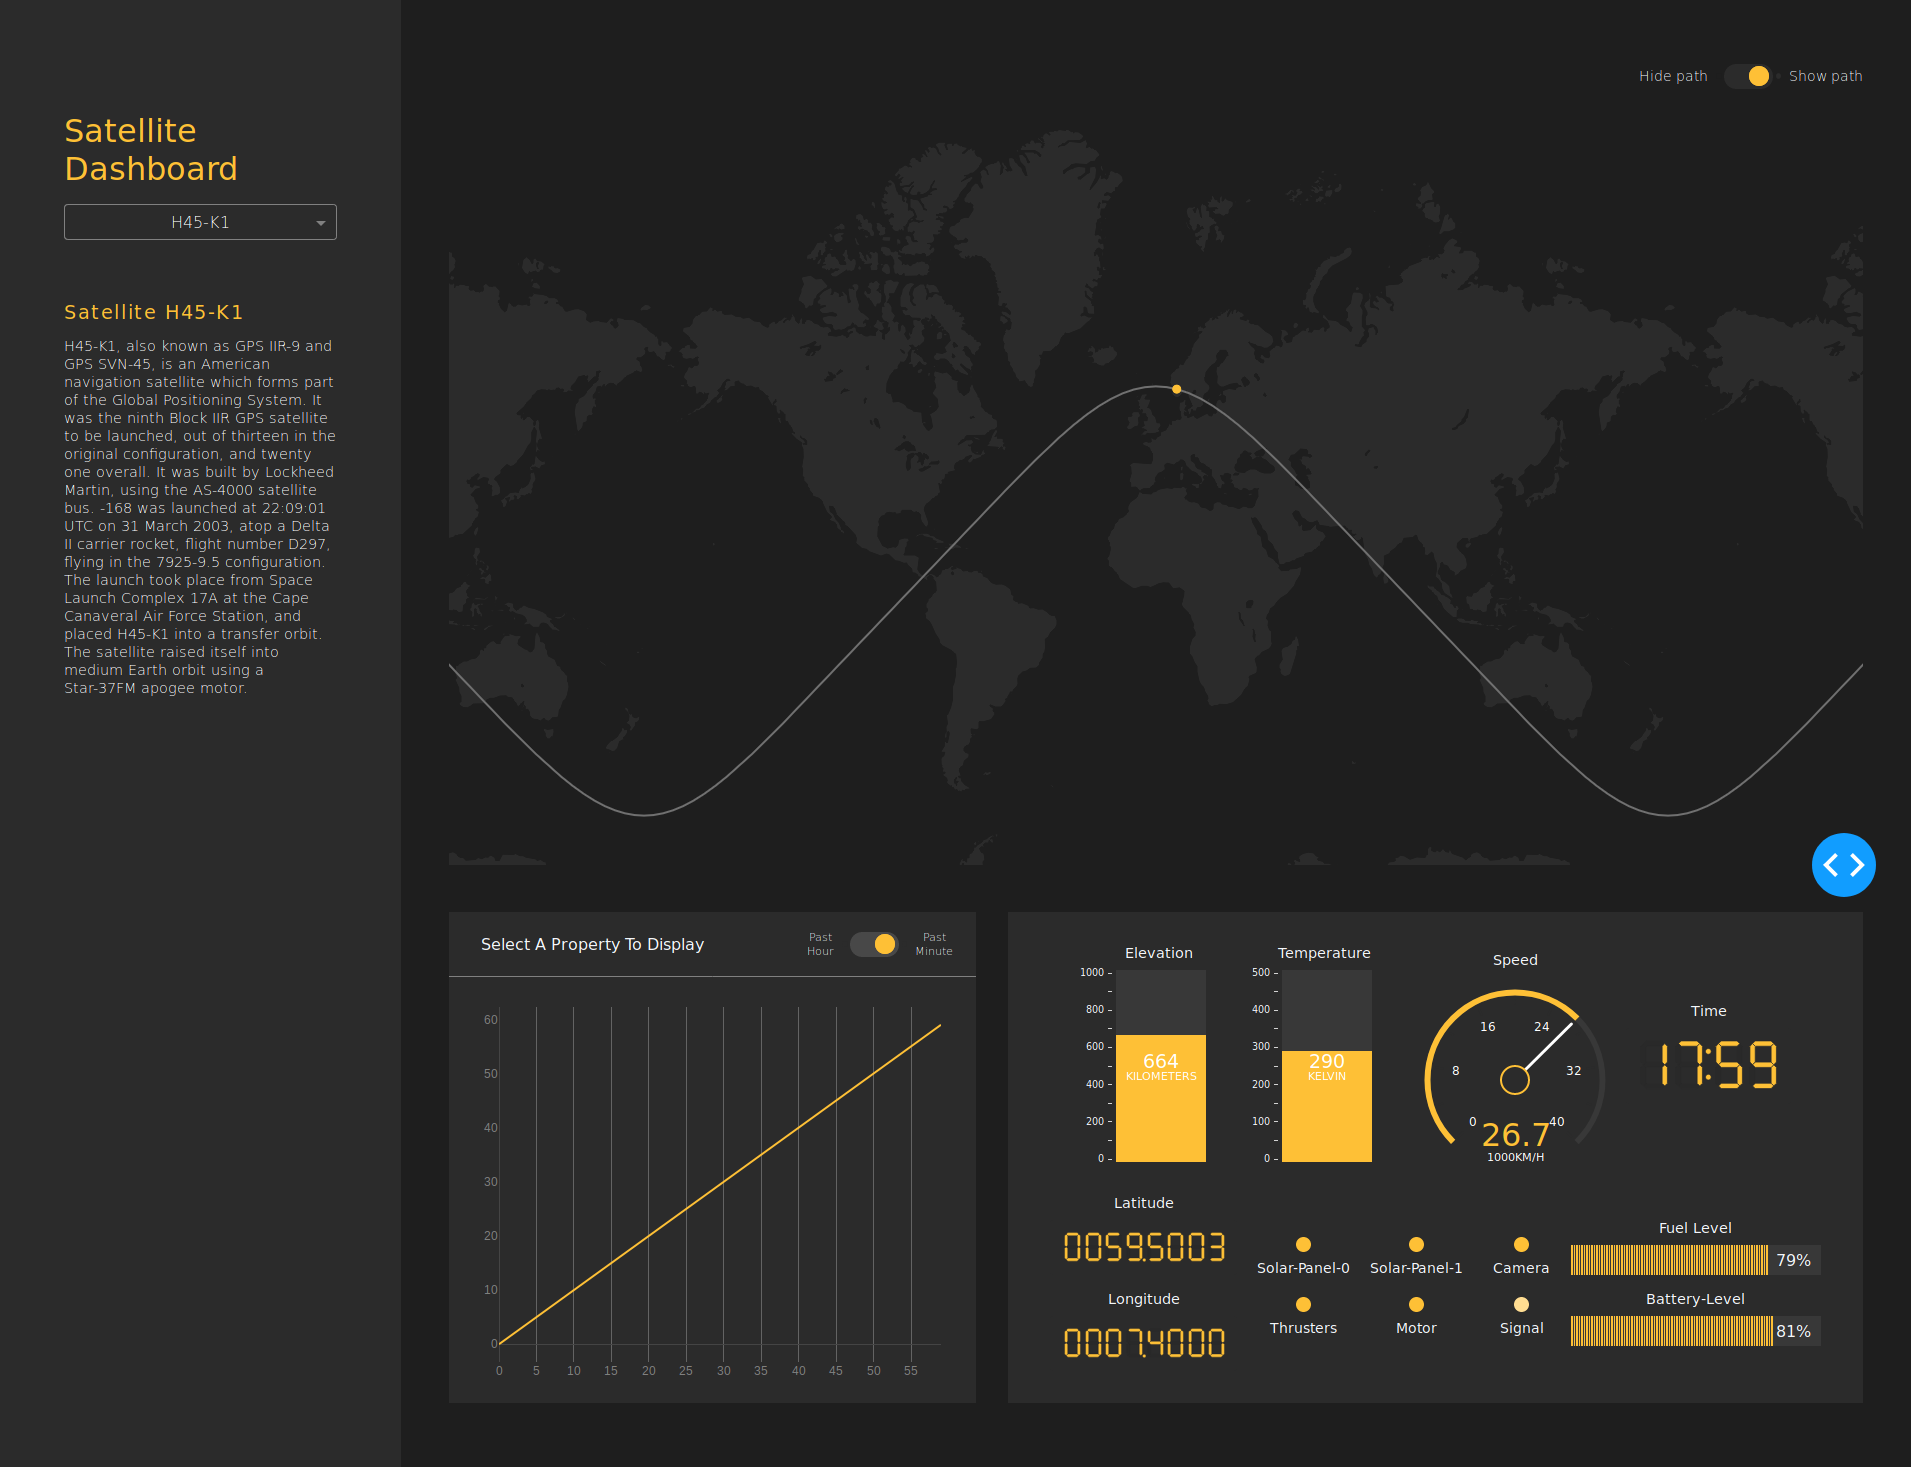 Satellite
Dashboard
H45-K1
Satellite H45-K1
H45-K1, also known as GPS IIR-9 and
GPS SVN-45, is an American
navigation satellite which forms part
of the Global Positioning System. It
was the ninth Block IIR GPS satellite
to be launched, out of thirteen in the
original configuration, and twenty
one overall. It was built by Lockheed
Martin, using the AS-4000 satellite
bus. -168 was launched at 22:09:01
UTC on 31 March 2003, atop a Delta
II carrier rocket, flight number D297,
flying in the 7925-9.5 configuration.
The launch took place from Space
Launch Complex 17A at the Cape
Canaveral Air Force Station, and
placed H45-K1 into a transfer orbit.
The satellite raised itself into
medium Earth orbit using a
Star-37FM apogee motor.
Hide path Show path
Select A Property To Display
Past
Hour
Past
Minute
60
50
40
30
20
10
0
0 5 10 15 20 25 30 35 40 45 50 55
Elevation
1000
800
600
400
200
0
664
KILOMETERS
Temperature
500
400
300
200
100
0
290
KELVIN
Speed
0 8 16 24 32 40
26.7
1000KM/H
Time
17:59
Latitude
0059.5003
Longitude
0007.4000
Solar-Panel-0 Solar-Panel-1 Camera
Thrusters Motor Signal
Fuel Level
79%
Battery-Level
81%